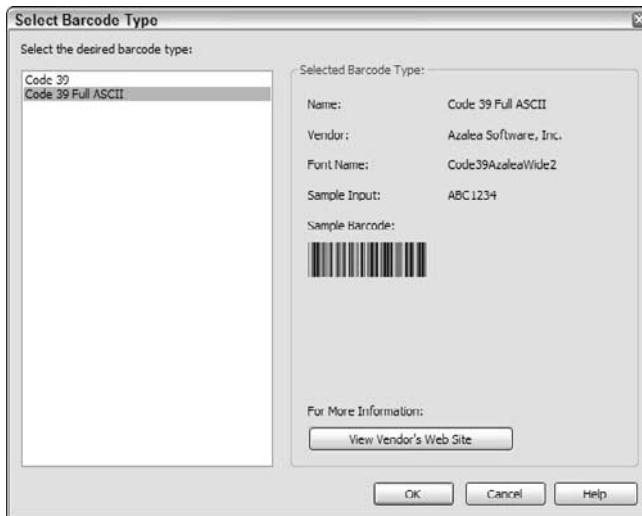 Select Barcode Type
Select the desired barcode type:
Code 39
Code 39 Full ASCII
Selected Barcode Type:
Name: Code 39 Full ASCII
Vendor: Azalea Software, Inc.
Font Name: Code39AzaleaWide2
Sample Input: ABC1234
Sample Barcode:
For More Information:
View Vendor's Web Site
OK Cancel Help